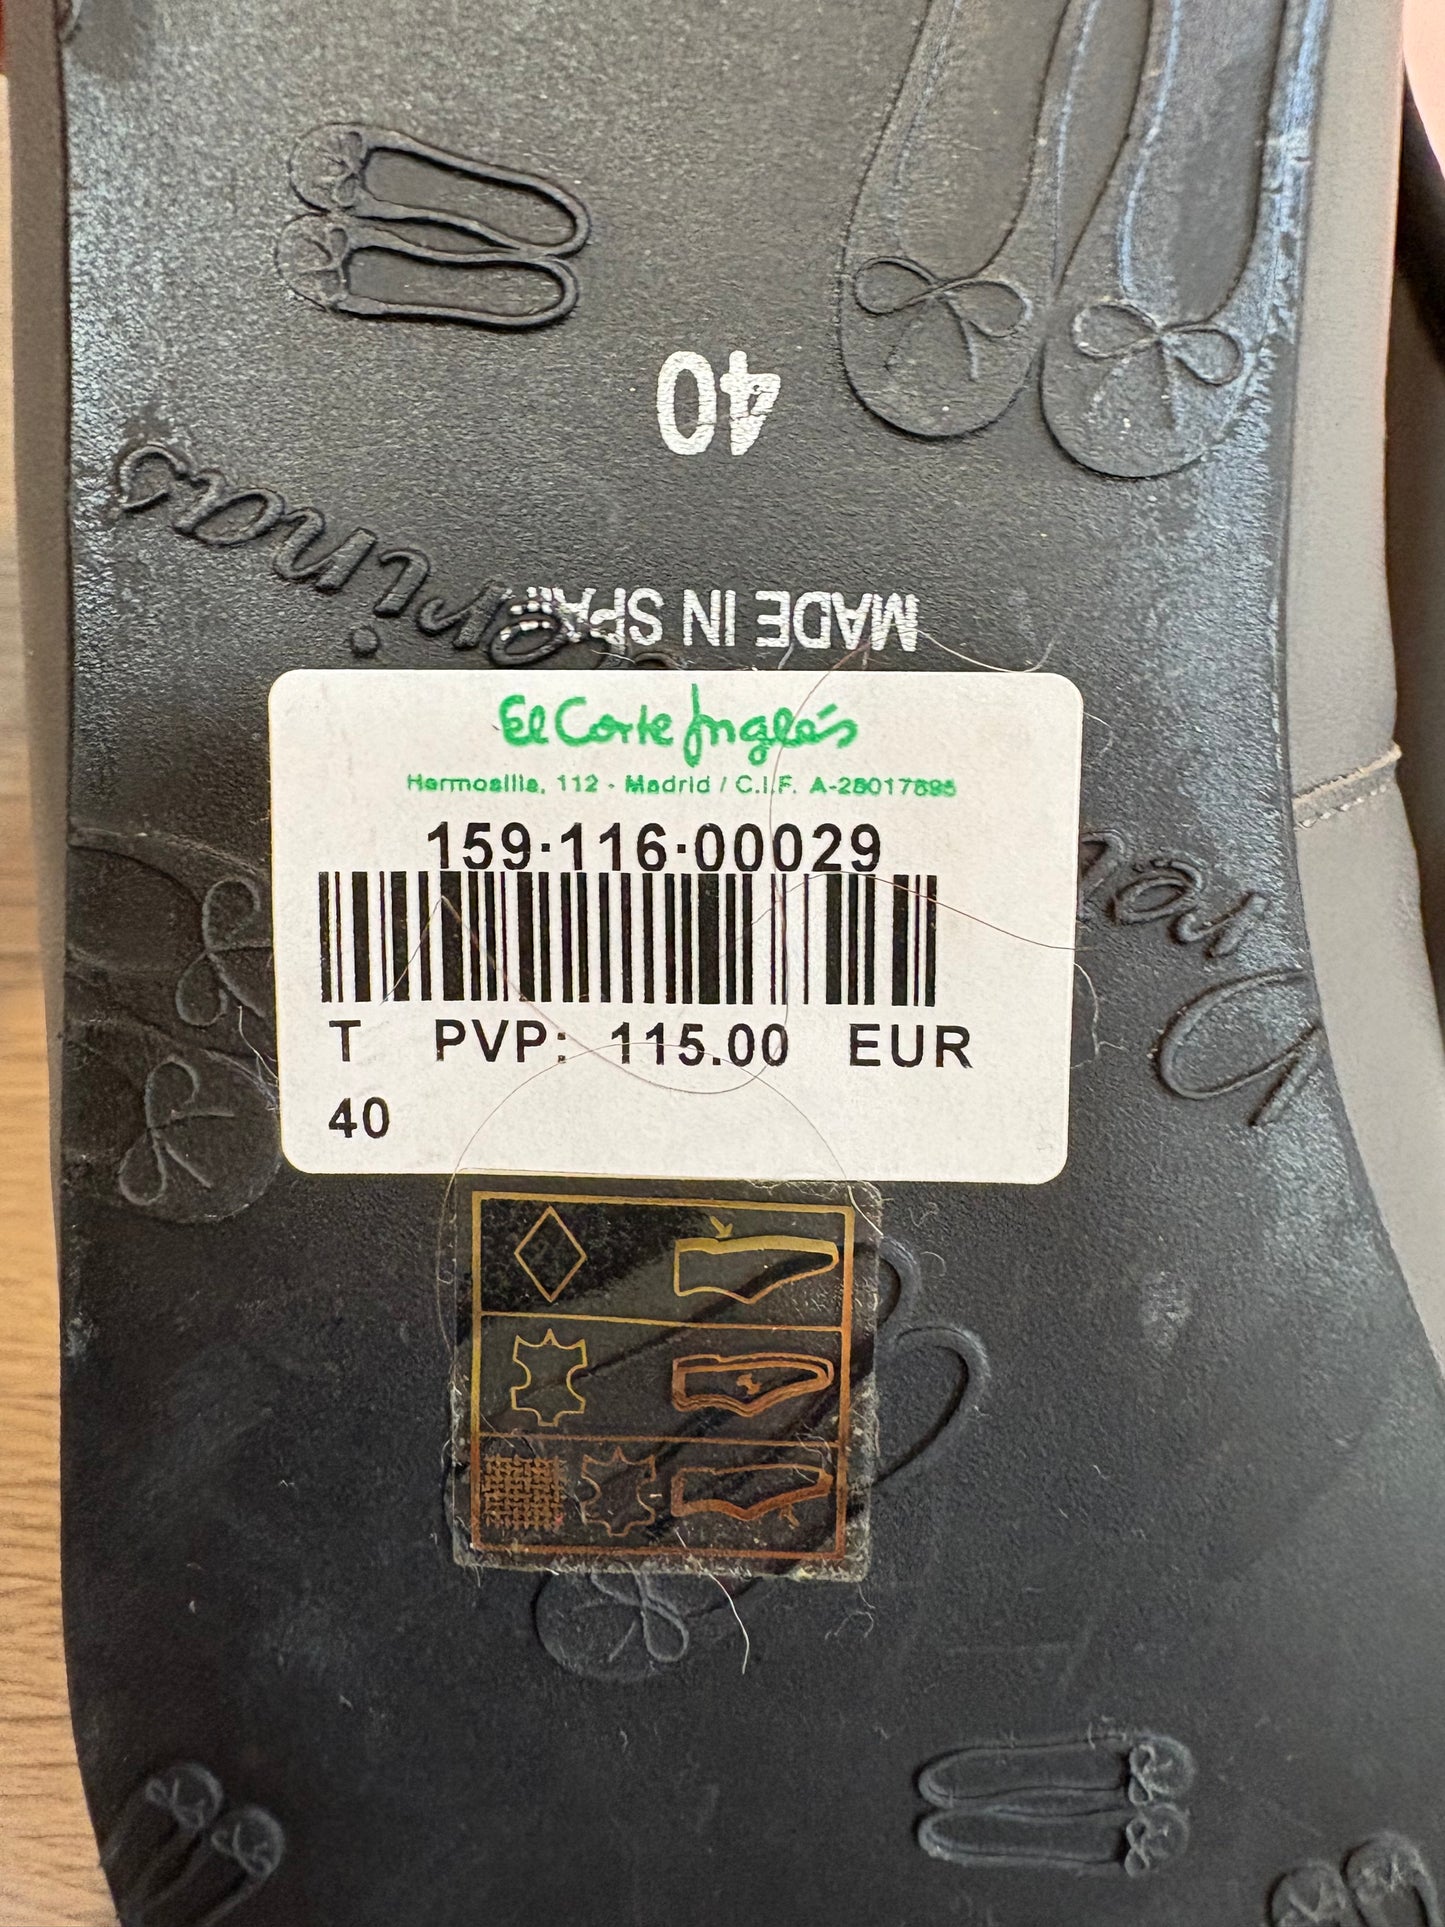 40
MADE IN SPAIN
El Corte Inglés
Hermosilla, 112 - Madrid / C.I.F. A-28017895
159·116·00029
T PVP: 115.00 EUR
40